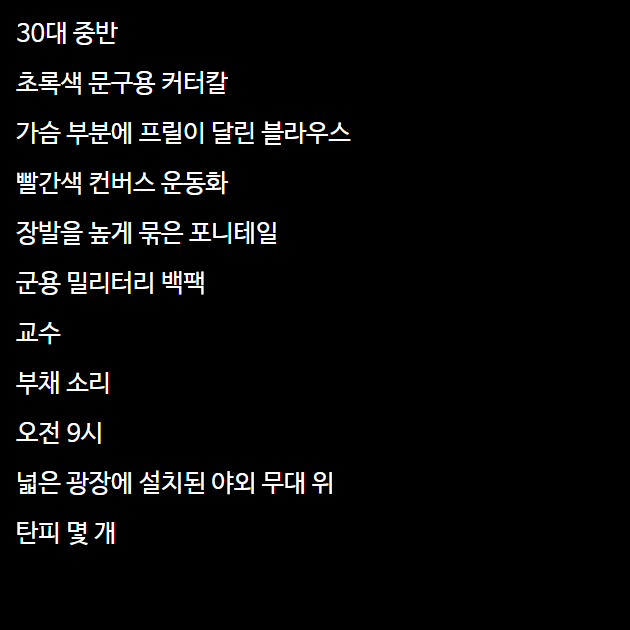 30대 중반
초록색 문구용 커터칼
가슴 부분에 프릴이 달린 블라우스
빨간색 컨버스 운동화
장발을 높게 묶은 포니테일
군용 밀리터리 백팩
교수
부채 소리
오전 9시
넓은 광장에 설치된 야외 무대 위
탄피 몇 개